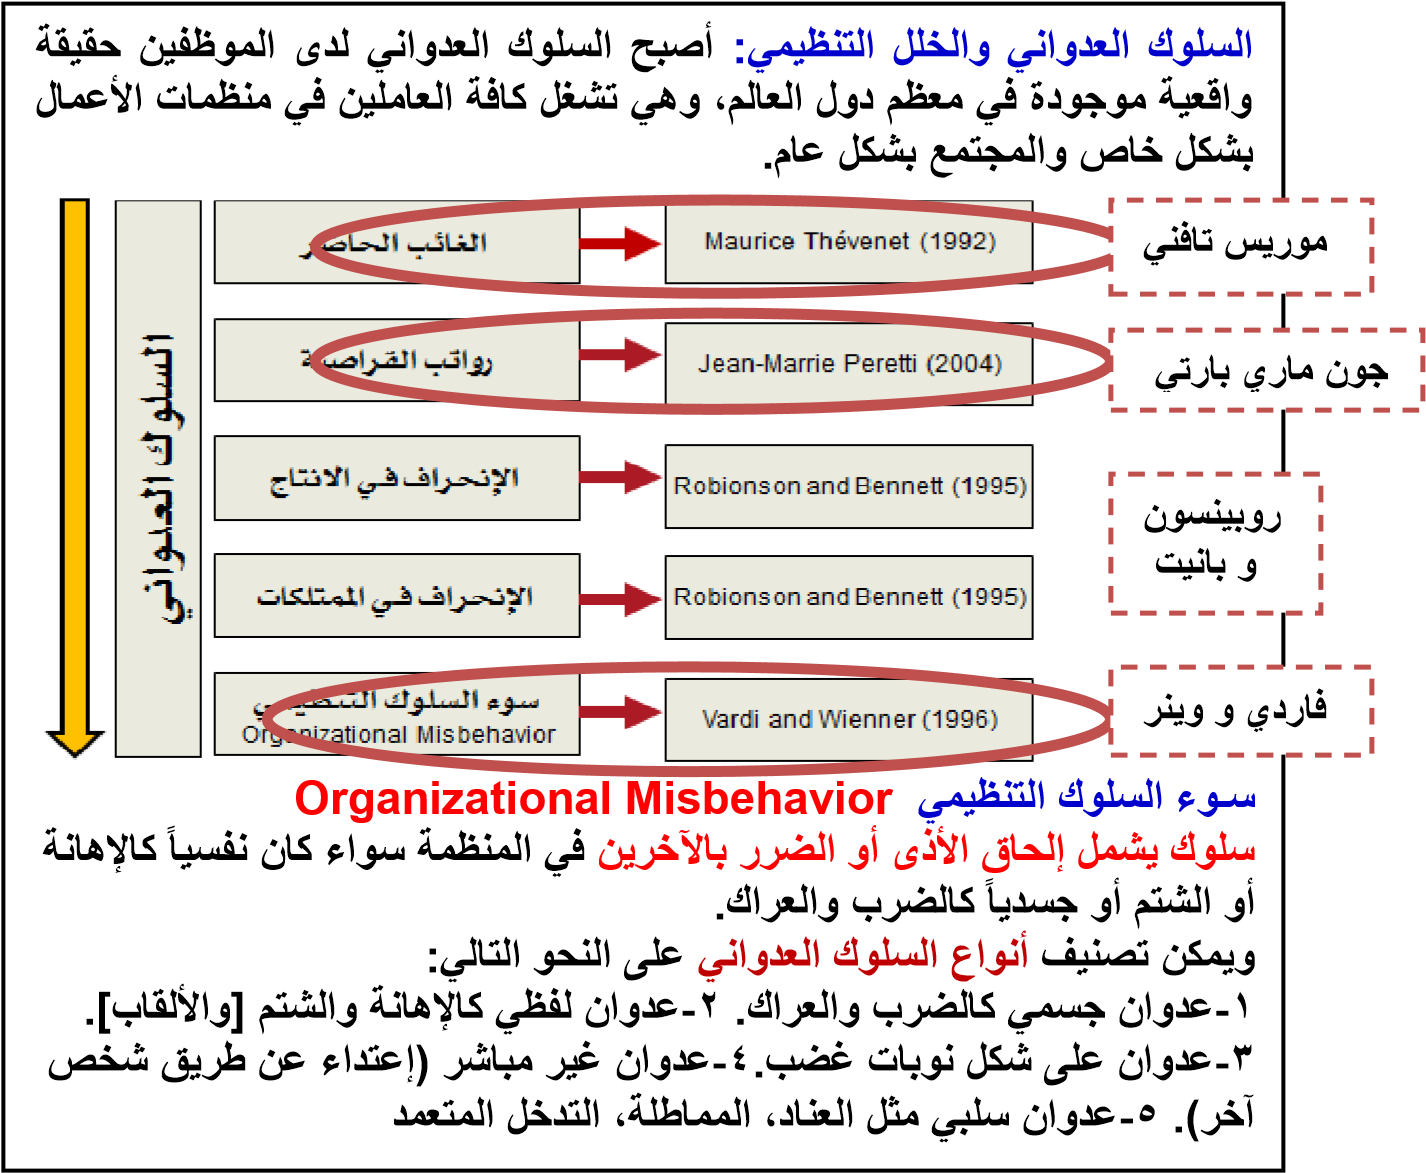 السلوك العدواني والخلل التنظيمي: أصبح السلوك العدواني لدى الموظفين حقيقة
واقعية موجودة في معظم دول العالم، وهي تشغل كافة العاملين في منظمات الأعمال
بشكل خاص والمجتمع بشكل عام.
السلوك العدواني
موريس تافني
Maurice Thévenet (1992)
الغائب الحاضر
جون ماري بارتي
Jean-Marrie Peretti (2004)
رواتب القراصنة
روبينسون
و بانيت
Robionson and Bennett (1995)
الإنحراف في الانتاج
Robionson and Bennett (1995)
الإنحراف في الممتلكات
فاردي و وينر
Vardi and Wienner (1996)
سوء السلوك التنظيمي
Organizational Misbehavior
سوء السلوك التنظيمي Organizational Misbehavior
سلوك يشمل إلحاق الأذى أو الضرر بالآخرين في المنظمة سواء كان نفسياً كالإهانة
أو الشتم أو جسدياً كالضرب والعراك.
ويمكن تصنيف أنواع السلوك العدواني على النحو التالي:
١-عدوان جسمي كالضرب والعراك. ٢-عدوان لفظي كالإهانة والشتم [والألقاب].
٣-عدوان على شكل نوبات غضب.٤-عدوان غير مباشر (إعتداء عن طريق شخص
آخر). ٥-عدوان سلبي مثل العناد، المماطلة، التدخل المتعمد